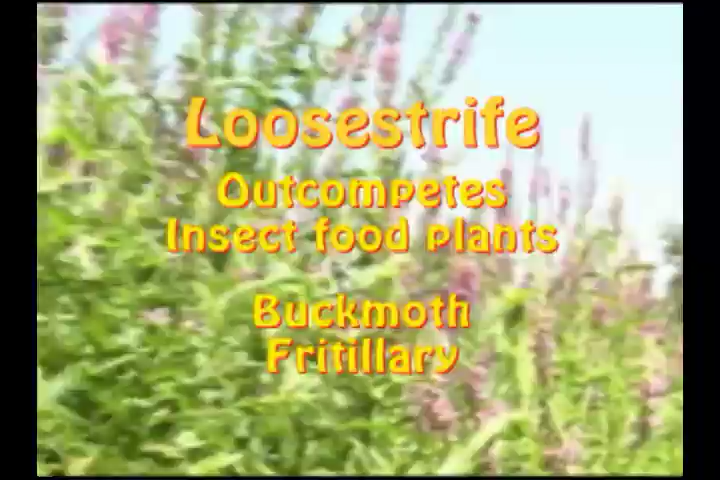 Loosestrife
Outcompetes
Insect food plants
Buckmoth
Fritillary